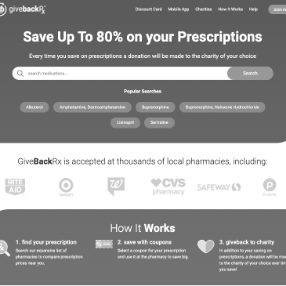 givebackRx
Discount Card Mobile App Charities How It Works Help
Save Up To 80% on your Prescriptions
Every time you save on prescriptions a donation will be made to the charity of your choice
search medications... Search
Popular Searches
Albuterol Amphetamine, Dextroamphetamine Buprenorphine Buprenorphine, Naloxone Hydrochloride
Lisinopril Sertraline
GiveBackRx is accepted at thousands of local pharmacies, including:
RITE AID CVS pharmacy SAFEWAY
How It Works
1. find your prescription 2. save with coupons 3. giveback to charity
Search our expansive list of Select a coupon for your prescription In addition to your saving on
pharmacies to compare prescription and use it at the pharmacy to save big. prescriptions, a donation will be made
prices near you. to the charity of your choice every time
you save!